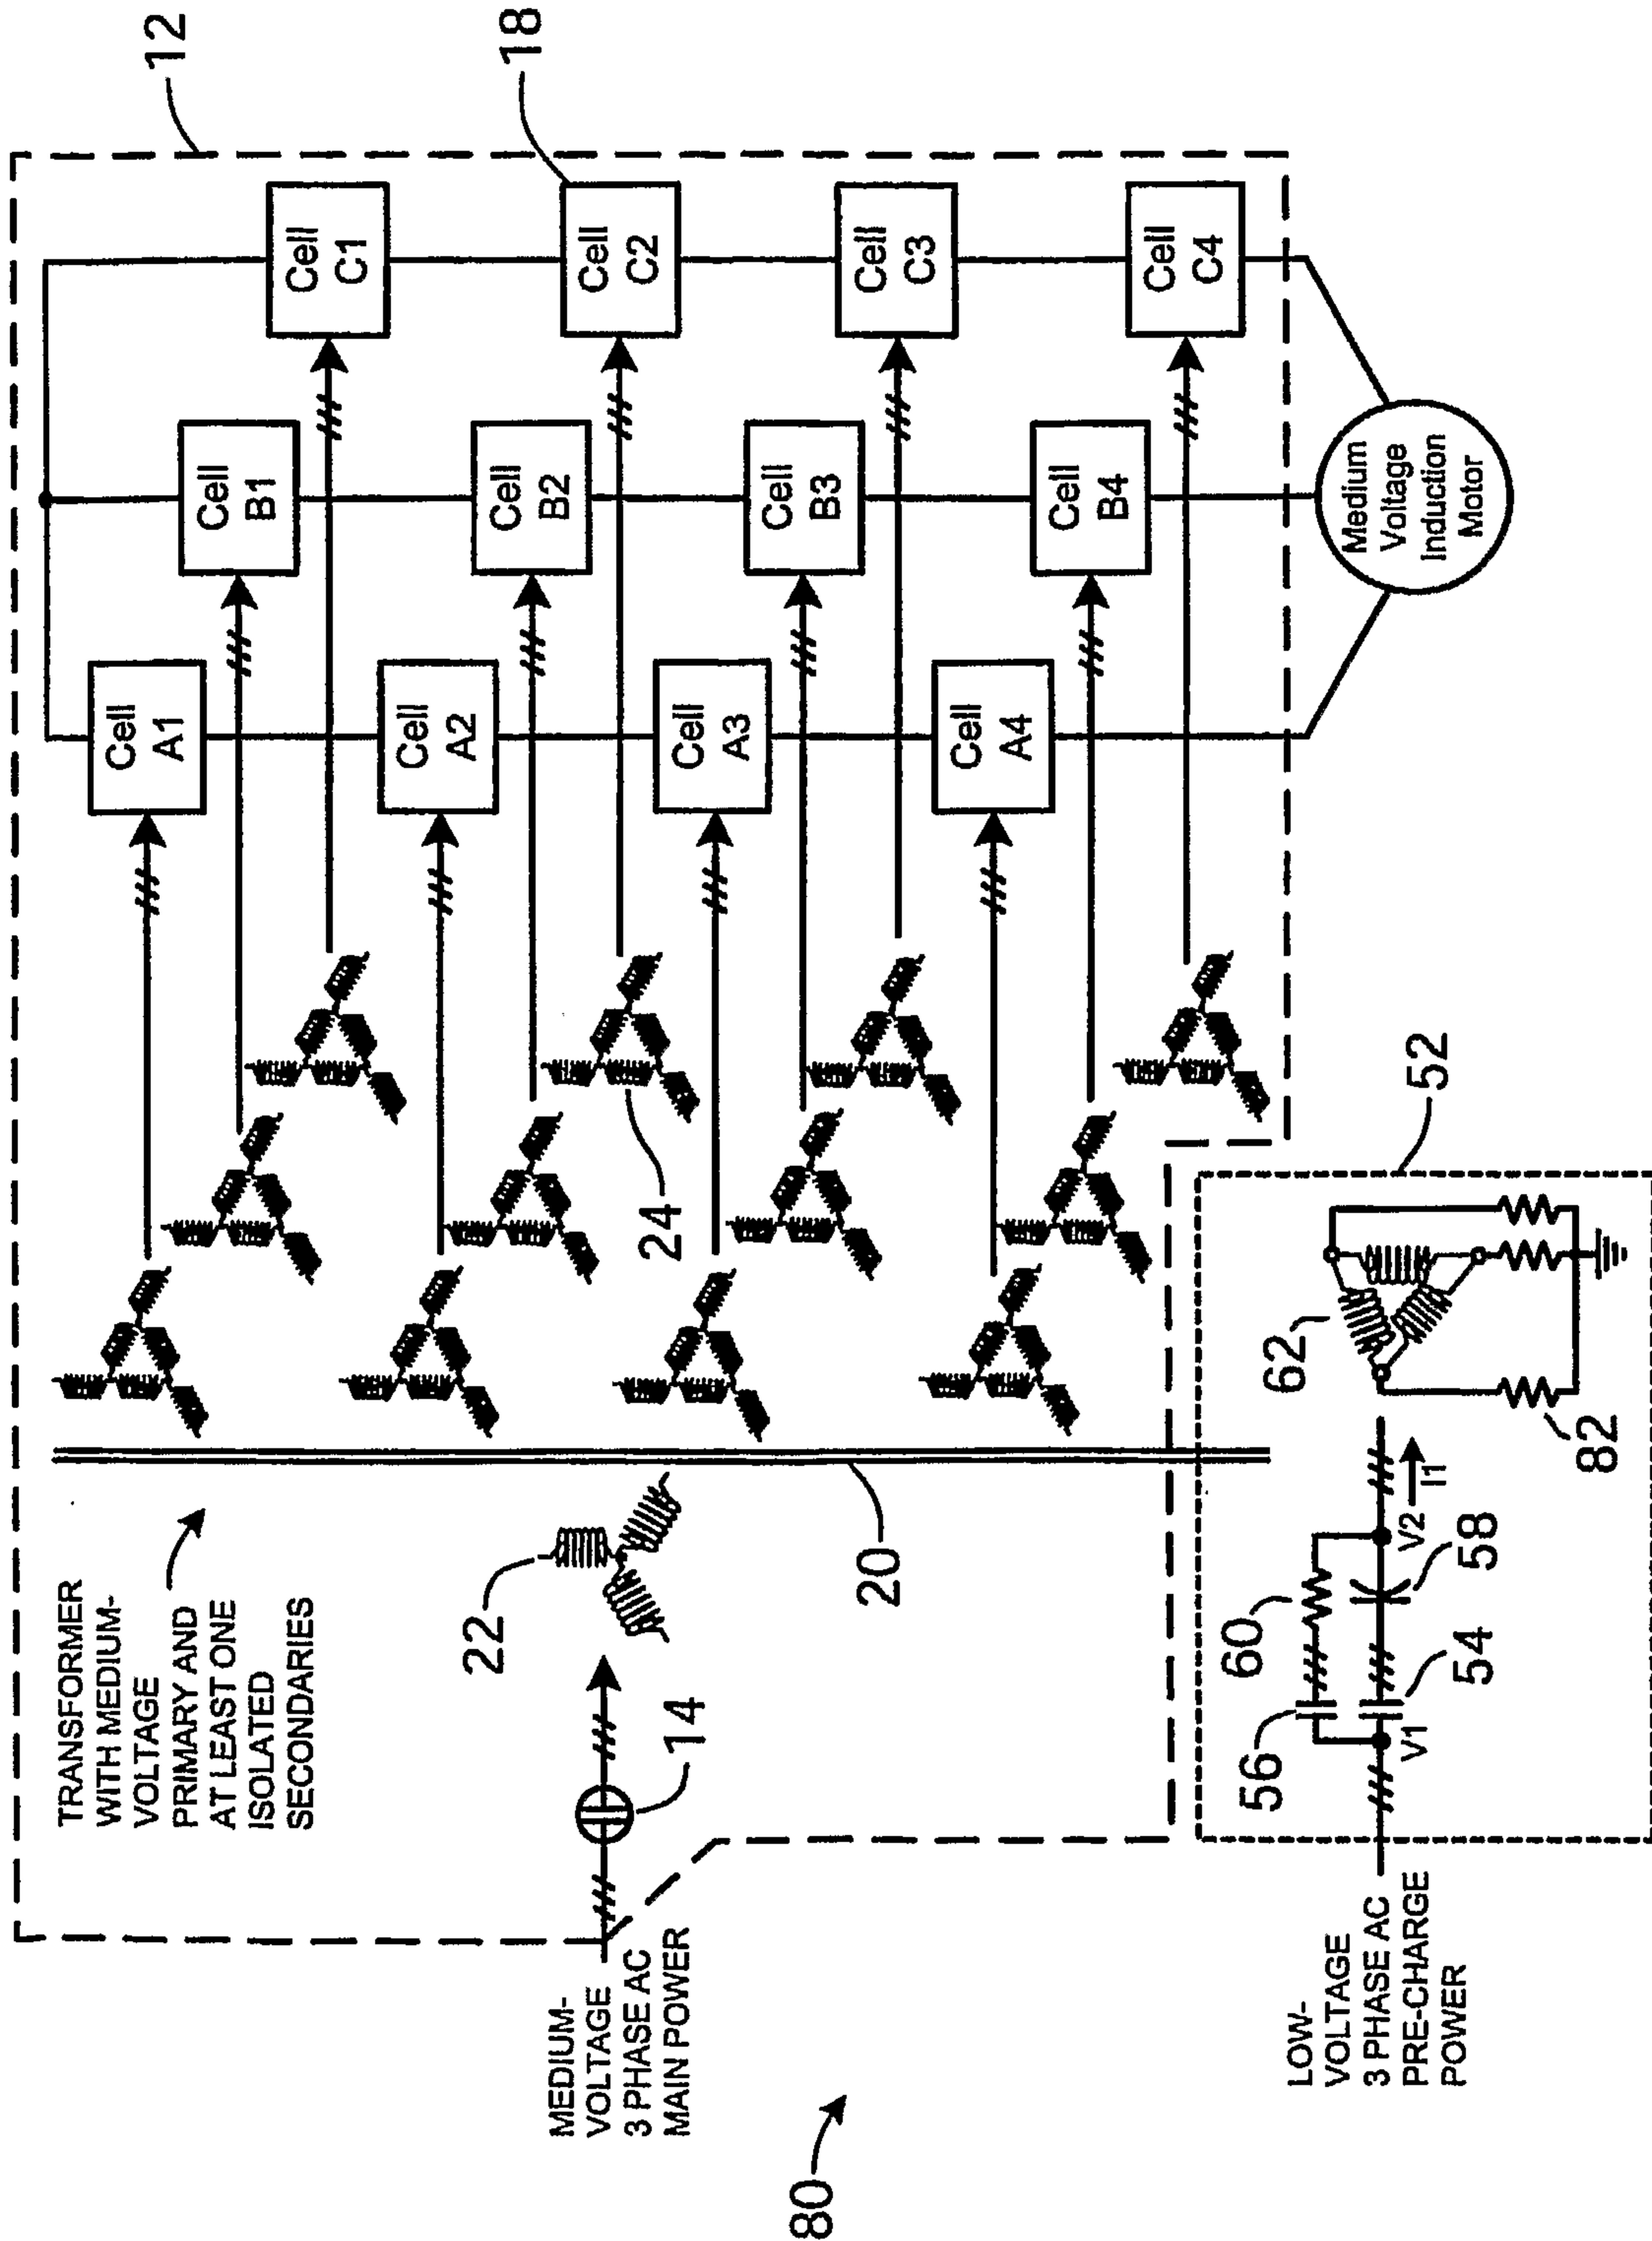 12
18
TRANSFORMER
WITH MEDIUM-
VOLTAGE
PRIMARY AND
AT LEAST ONE
ISOLATED
SECONDARIES
Cell
A1
Cell
B1
Cell
C1
Cell
A2
Cell
B2
Cell
C2
Cell
A3
Cell
B3
Cell
C3
Cell
A4
Cell
B4
Cell
C4
22
24
14
20
MEDIUM-
VOLTAGE
3 PHASE AC
MAIN POWER
Medium
Voltage
Induction
Motor
80
52
56
60
62
LOW-
VOLTAGE
3 PHASE AC
PRE-CHARGE
POWER
V1
V2
I1
54
58
82